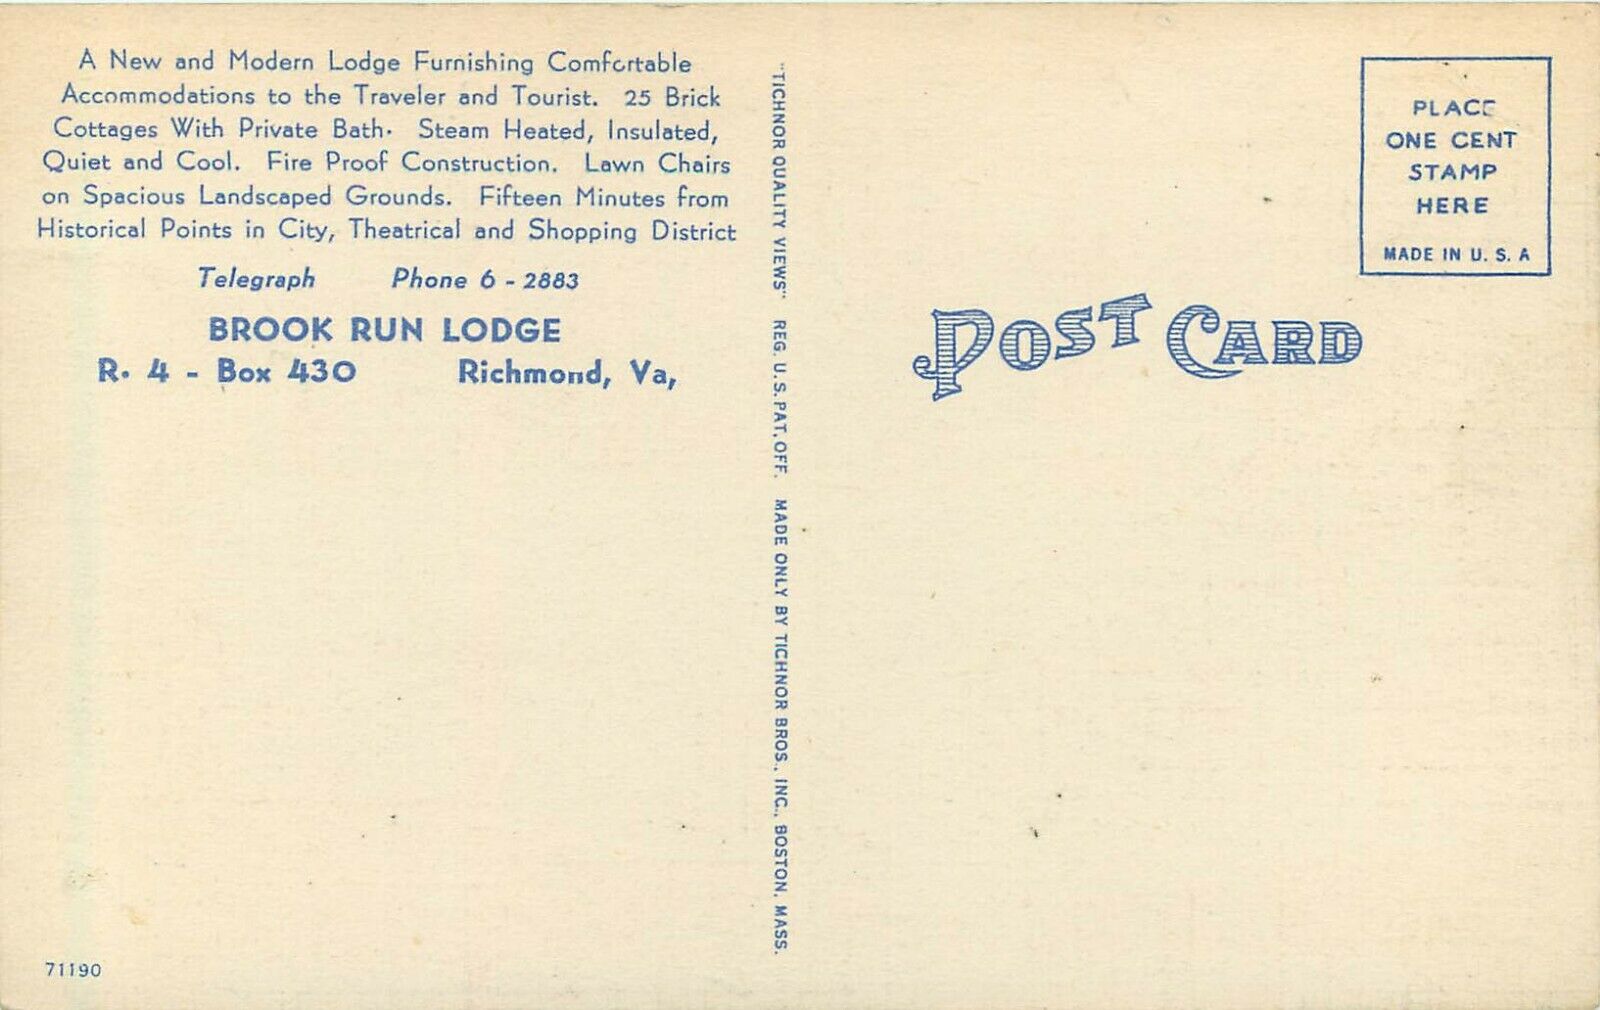 A New and Modern Lodge Furnishing Comfortable
Accommodations to the Traveler and Tourist. 25 Brick
Cottages With Private Bath. Steam Heated, Insulated,
Quiet and Cool. Fire Proof Construction. Lawn Chairs
on Spacious Landscaped Grounds. Fifteen Minutes from
Historical Points in City, Theatrical and Shopping District
Telegraph Phone 6 - 2883
BROOK RUN LODGE
R. 4 - Box 430 Richmond, Va,
71190
"TICHNOR QUALITY VIEWS" REG. U.S. PAT. OFF. MADE ONLY BY TICHNOR BROS., INC., BOSTON, MASS.
PLACE
ONE CENT
STAMP
HERE
MADE IN U. S. A
POST CARD